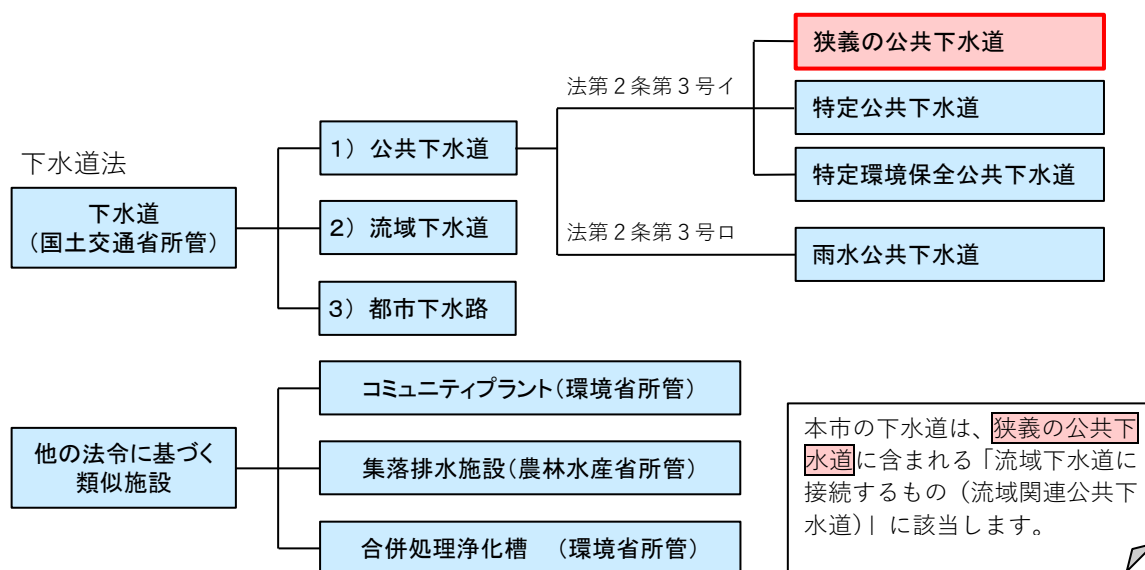 下水道法
下水道
(国土交通省所管)
1) 公共下水道
2) 流域下水道
3) 都市下水路
法第2条第3号イ
法第2条第3号ロ
狭義の公共下水道
特定公共下水道
特定環境保全公共下水道
雨水公共下水道
他の法令に基づく
類似施設
コミュニティプラント(環境省所管)
集落排水施設(農林水産省所管)
合併処理浄化槽 (環境省所管)
本市の下水道は、狭義の公共下
水道に含まれる「流域下水道に
接続するもの(流域関連公共下
水道)」に該当します。